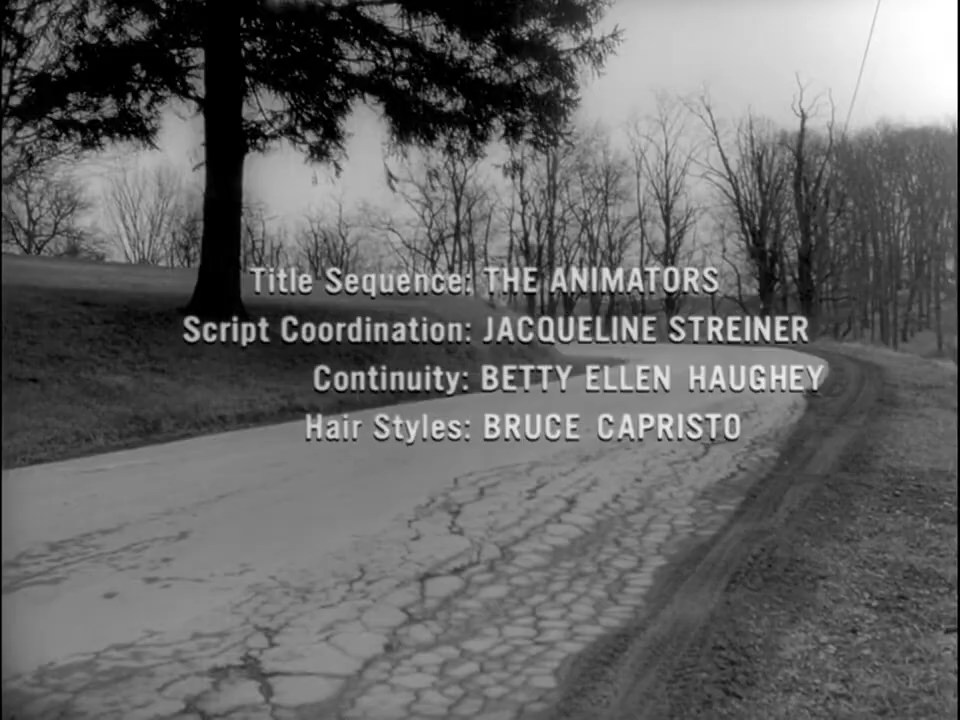 Title Sequence: THE ANIMATORS
Script Coordination: JACQUELINE STREINER
Continuity: BETTY ELLEN HAUGHEY
Hair Styles: BRUCE CAPRISTO